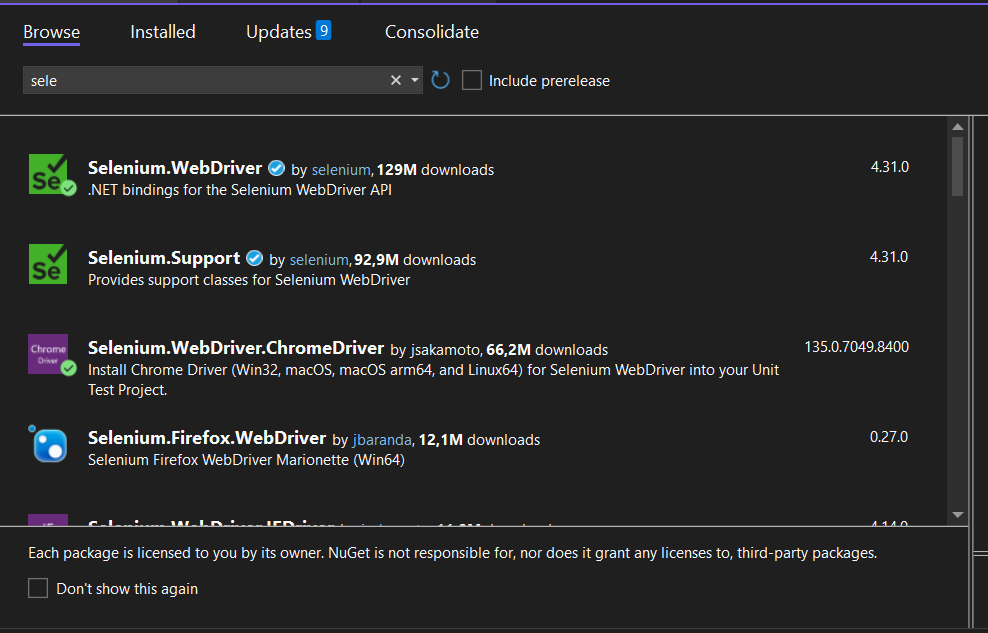 Browse Installed Updates 9 Consolidate
sele Include prerelease
Selenium.WebDriver by selenium, 129M downloads 4.31.0
.NET bindings for the Selenium WebDriver API
Selenium.Support by selenium, 92,9M downloads 4.31.0
Provides support classes for Selenium WebDriver
Selenium.WebDriver.ChromeDriver by jsakamoto, 66,2M downloads 135.0.7049.8400
Install Chrome Driver (Win32, macOS, macOS arm64, and Linux64) for Selenium WebDriver into your Unit
Test Project.
Se
Se
Chrome
Driver
Selenium.Firefox.WebDriver by jbaranda, 12,1M downloads 0.27.0
Selenium Firefox WebDriver Marionette (Win64)
Selenium.WebDriver.IEDriver
4.14.0
Each package is licensed to you by its owner. NuGet is not responsible for, nor does it grant any licenses to, third-party packages.
Don't show this again